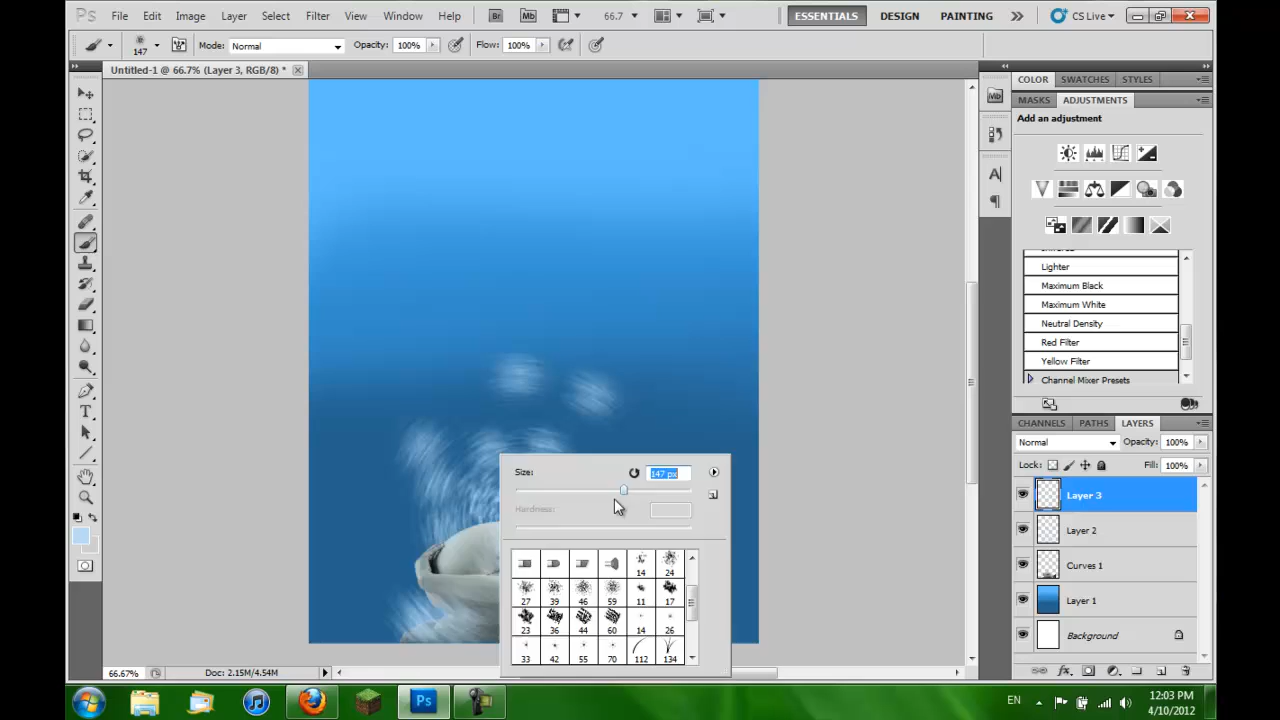 Ps File Edit Image Layer Select Filter View Window Help Br Mb 66.7 ESSENTIALS DESIGN PAINTING CS Live
147 Mode: Normal Opacity: 100% Flow: 100%
Untitled-1 @ 66.7% (Layer 3, RGB/8) *
COLOR SWATCHES STYLES
Mb
MASKS ADJUSTMENTS
Add an adjustment
Lighter
Maximum Black
Maximum White
Neutral Density
Red Filter
Yellow Filter
Channel Mixer Presets
CHANNELS PATHS LAYERS
Normal Opacity: 100%
Lock: Fill: 100%
Layer 3
Layer 2
Curves 1
Layer 1
Background
Size: 147 px
Hardness:
14 24
27 39 46 59 11 17
23 36 44 60 14 26
33 42 55 70 112 134
66.67% Doc: 2.15M/4.54M
Ps EN 12:03 PM
4/10/2012